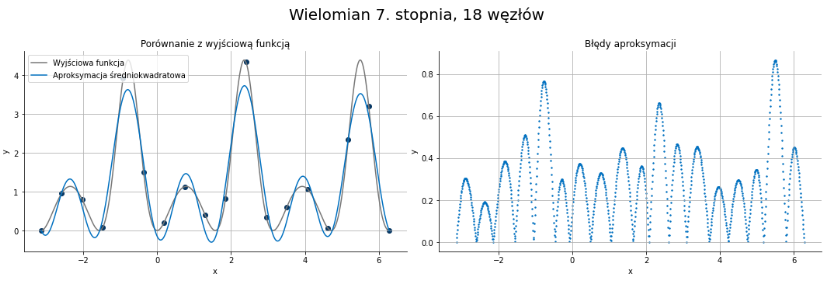 Wielomian 7. stopnia, 18 węzłów
Porównanie z wyjściową funkcją
Wyjściowa funkcja
Aproksymacja średniokwadratowa
y
4
3
2
1
0
−2
0
2
4
6
x
Błędy aproksymacji
y
0.8
0.6
0.4
0.2
0.0
−2
0
2
4
6
x